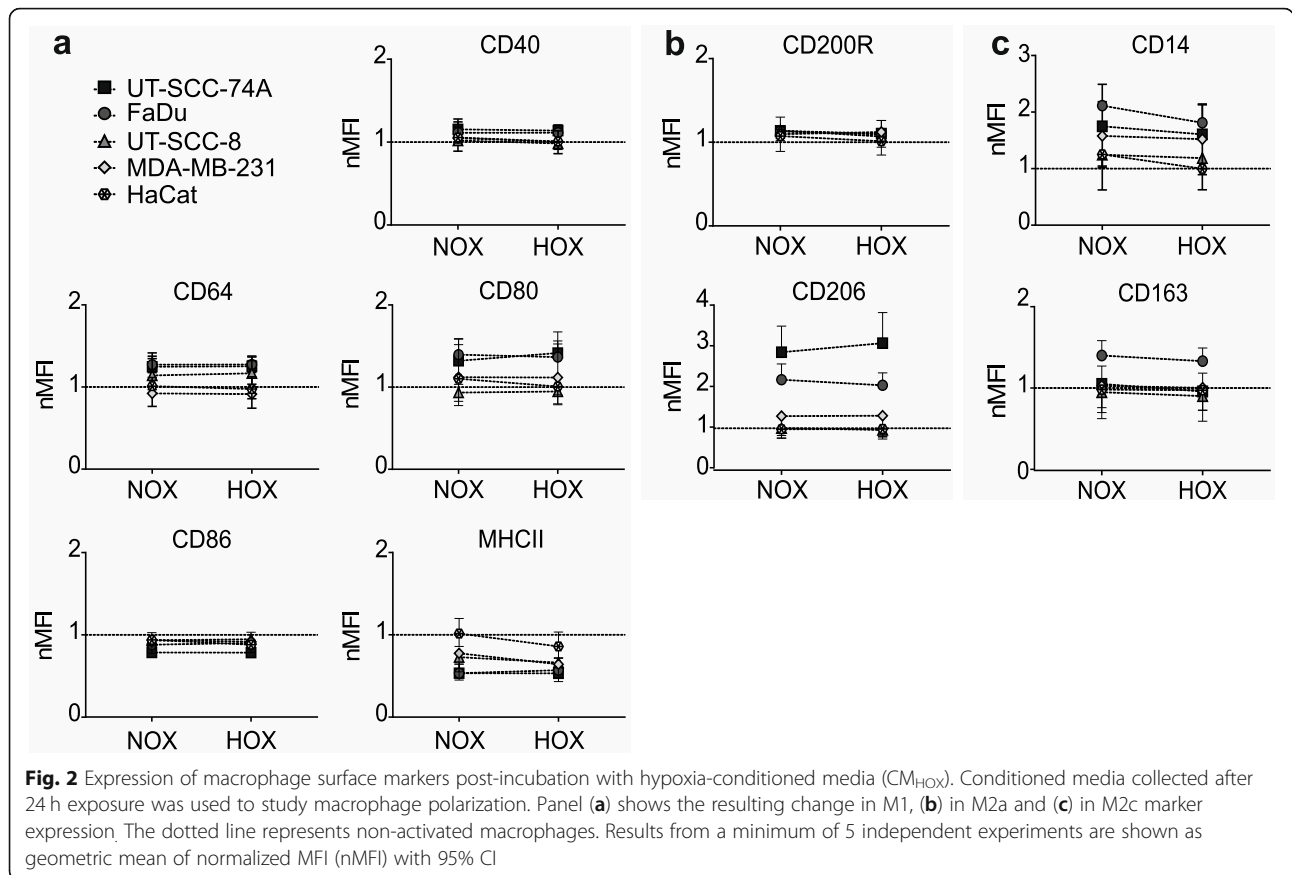 a
UT-SCC-74A
FaDu
UT-SCC-8
MDA-MB-231
HaCat
CD40
2
1
0
nMFI
NOX HOX
b
CD200R
2
1
0
nMFI
NOX HOX
c
CD14
3
2
1
0
nMFI
NOX HOX
CD64
2
1
0
nMFI
NOX HOX
CD80
2
1
0
nMFI
NOX HOX
CD206
4
3
2
1
0
nMFI
NOX HOX
CD163
2
1
0
nMFI
NOX HOX
CD86
2
1
0
nMFI
NOX HOX
MHCII
2
1
0
nMFI
NOX HOX
Fig. 2 Expression of macrophage surface markers post-incubation with hypoxia-conditioned media (CMHOX). Conditioned media collected after
24 h exposure was used to study macrophage polarization. Panel (a) shows the resulting change in M1, (b) in M2a and (c) in M2c marker
expression. The dotted line represents non-activated macrophages. Results from a minimum of 5 independent experiments are shown as
geometric mean of normalized MFI (nMFI) with 95% CI